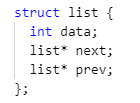 struct list {
  int data;
  list* next;
  list* prev;
};